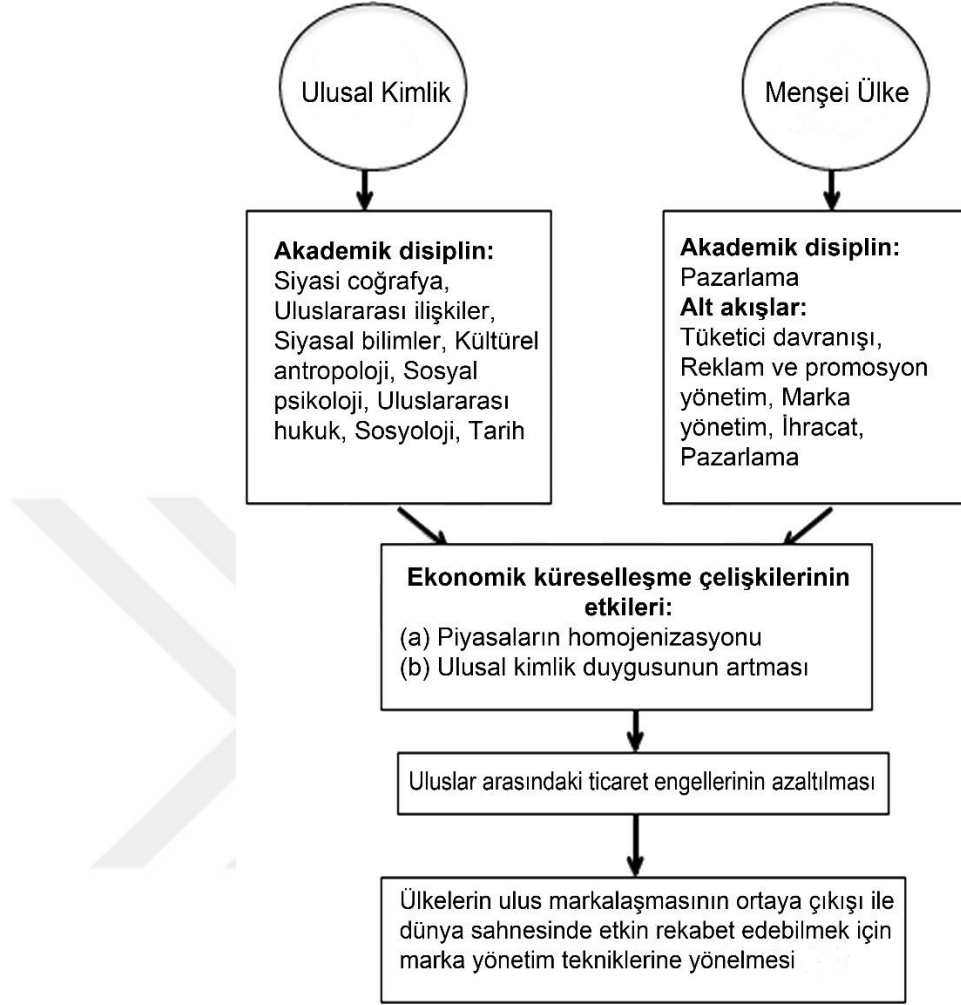 Ulusal Kimlik
Menşei Ülke
Akademik disiplin:
Siyasi coğrafya,
Uluslararası ilişkiler,
Siyasal bilimler, Kültürel
antropoloji, Sosyal
psikoloji, Uluslararası
hukuk, Sosyoloji, Tarih
Akademik disiplin:
Pazarlama
Alt akışlar:
Tüketici davranışı,
Reklam ve promosyon
yönetim, Marka
yönetim, İhracat,
Pazarlama
Ekonomik küreselleşme çelişkilerinin
etkileri:
(a) Piyasaların homojenizasyonu
(b) Ulusal kimlik duygusunun artması
Uluslar arasındaki ticaret engellerinin azaltılması
Ülkelerin ulus markalaşmasının ortaya çıkışı ile
dünya sahnesinde etkin rekabet edebilmek için
marka yönetim tekniklerine yönelmesi